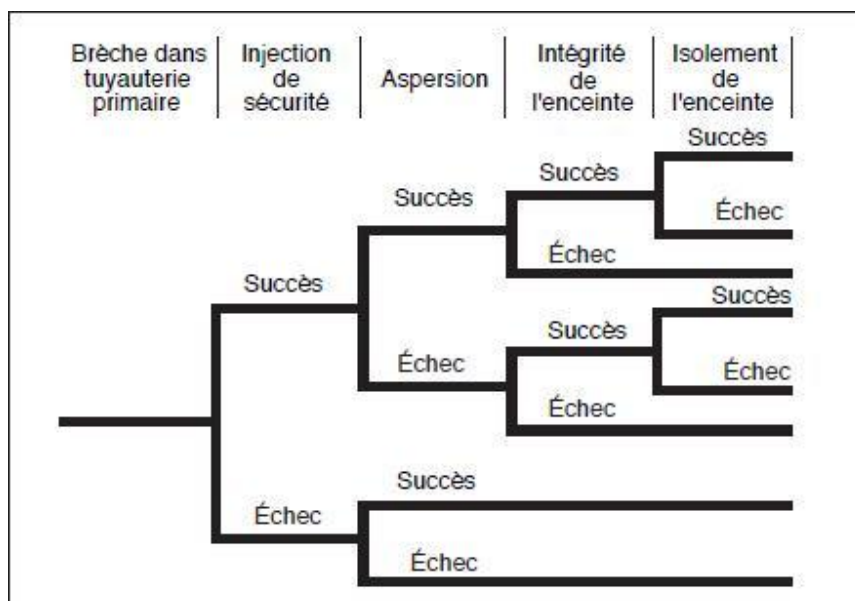 Brèche dans
tuyauterie
primaire
Injection
de
sécurité
Aspersion
Intégrité
de
l'enceinte
Isolement
de
l'enceinte
Succès
Succès
Succès
Échec
Échec
Succès
Succès
Succès
Échec
Échec
Échec
Succès
Échec
Échec